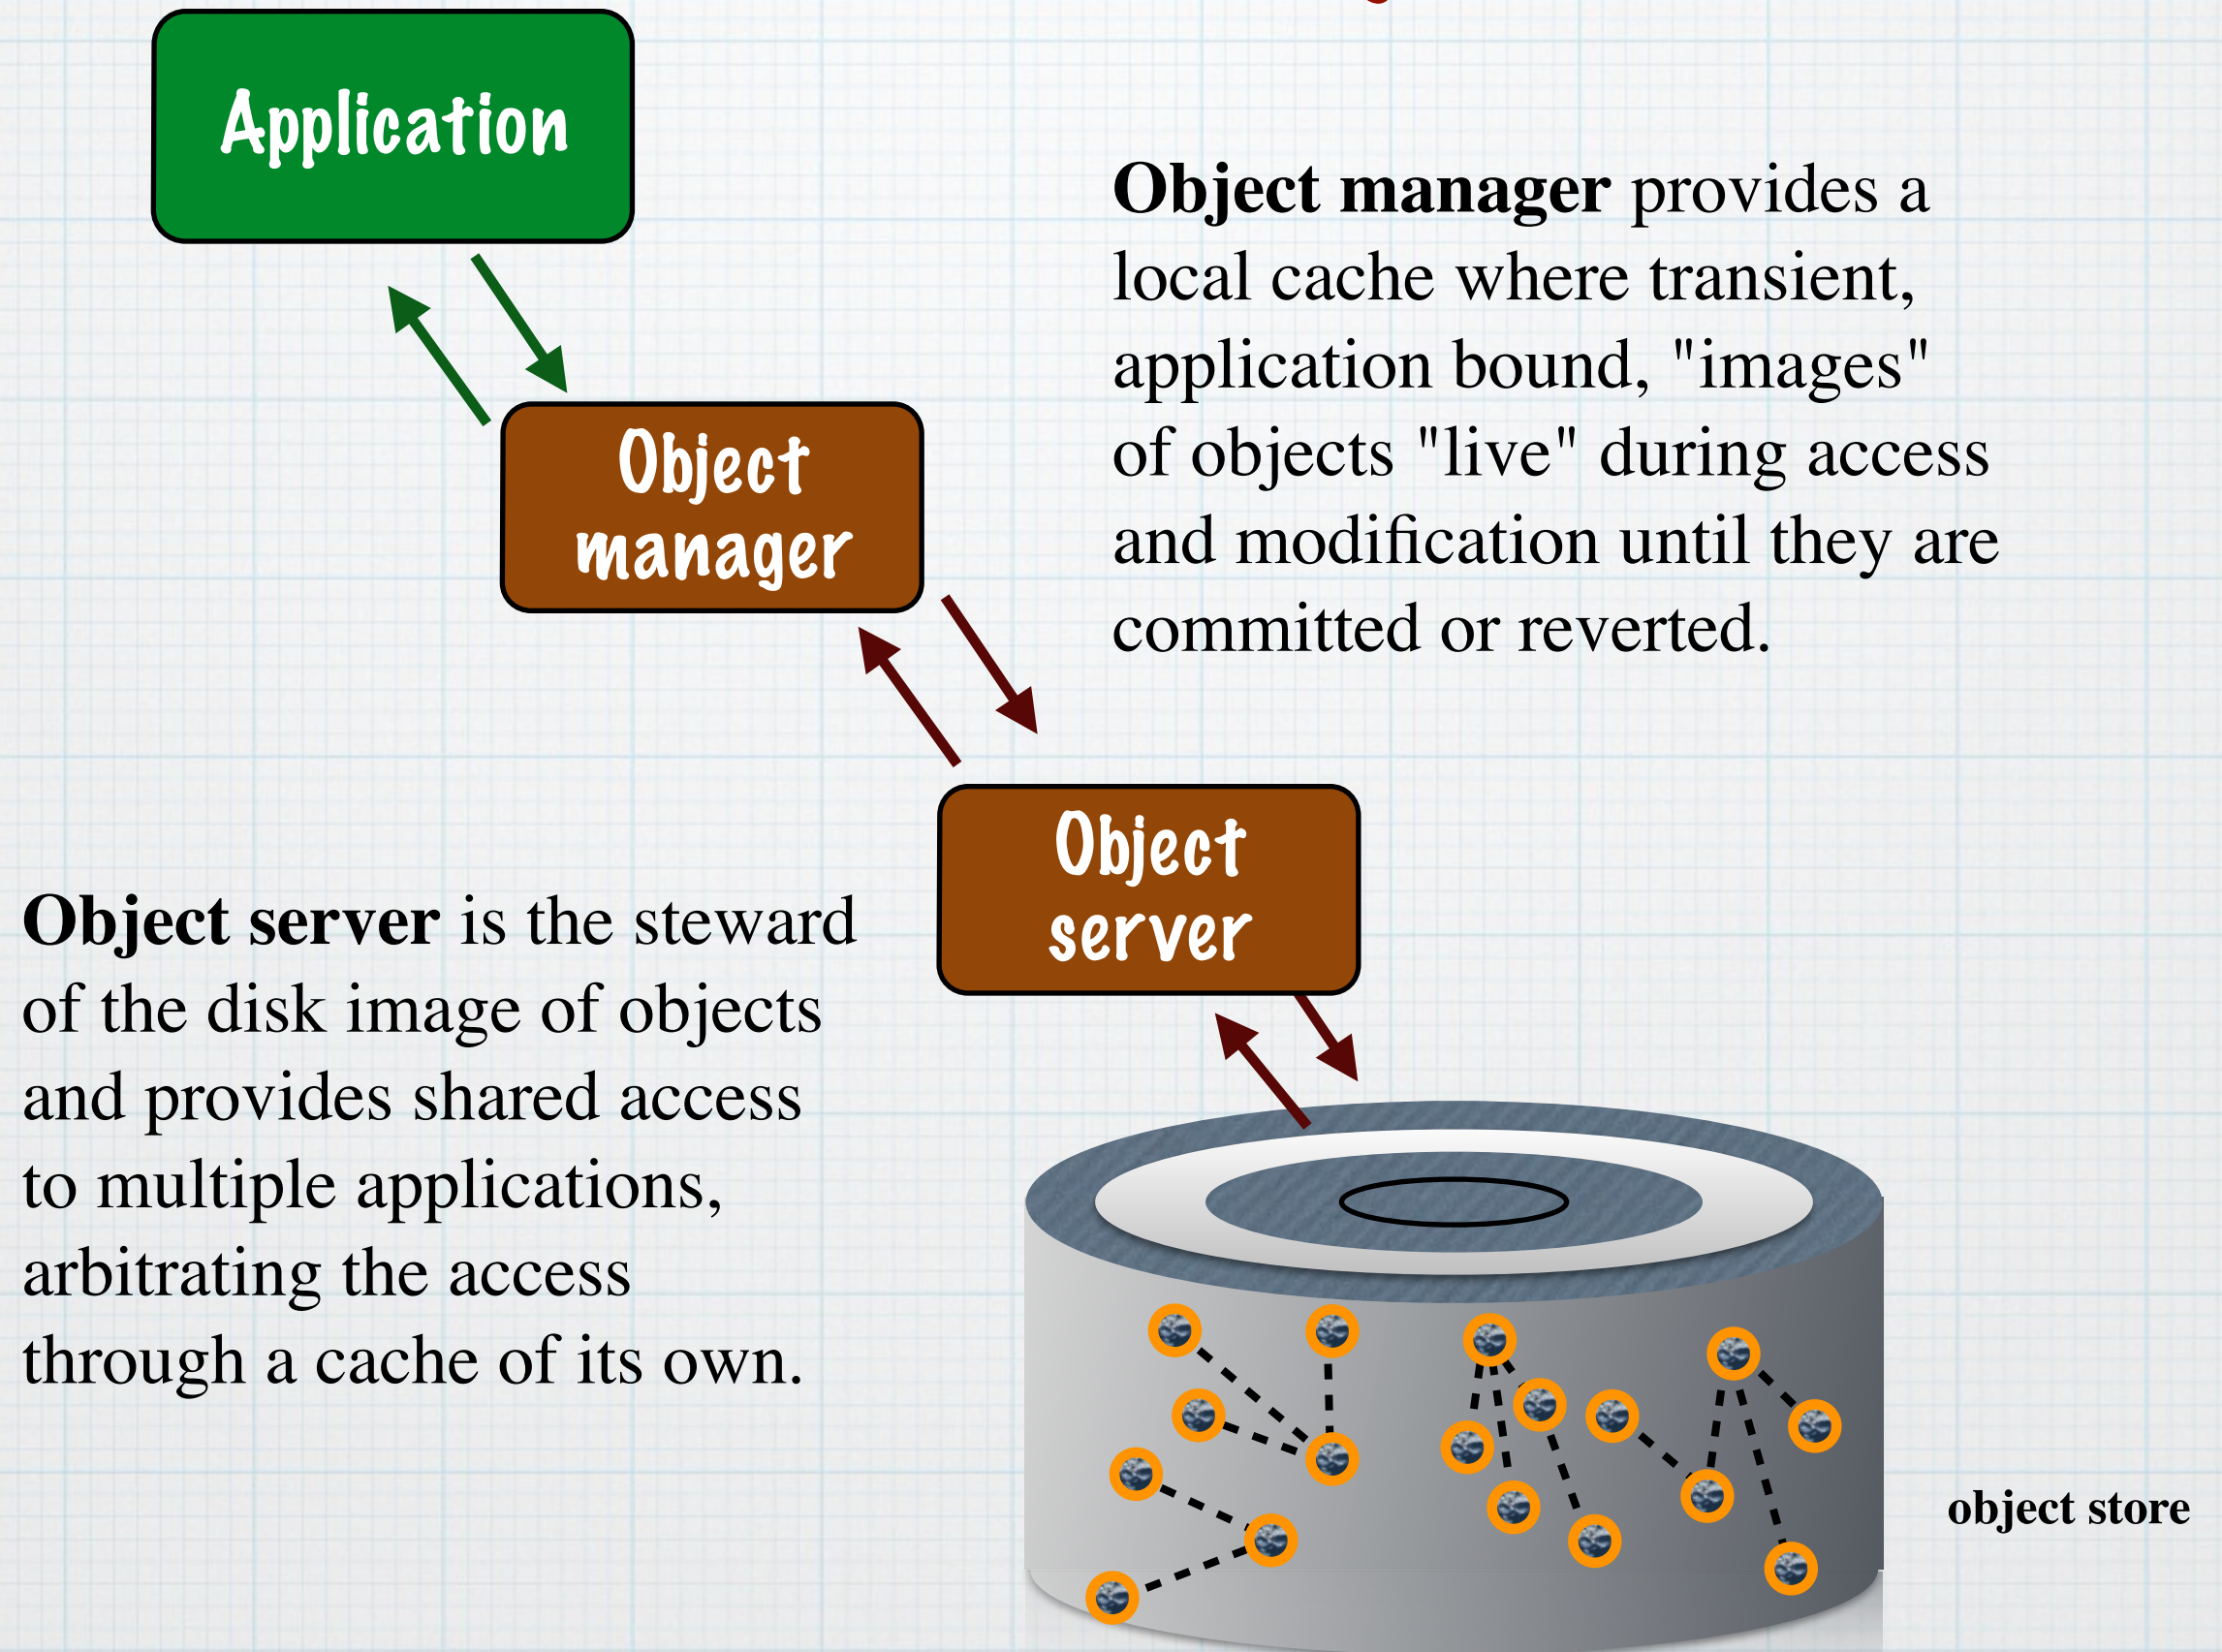 Application
Object manager provides a
local cache where transient,
application bound, "images"
of objects "live" during access
and modification until they are
committed or reverted.
Object
manager
Object
server
Object server is the steward
of the disk image of objects
and provides shared access
to multiple applications,
arbitrating the access
through a cache of its own.
object store